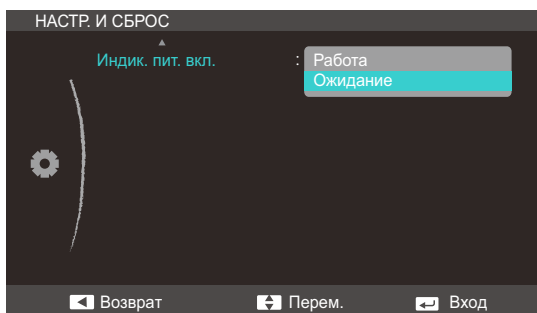 НАСТР. И СБРОС
Индик. пит. вкл. : Работа
Ожидание
Возврат Перем. Вход